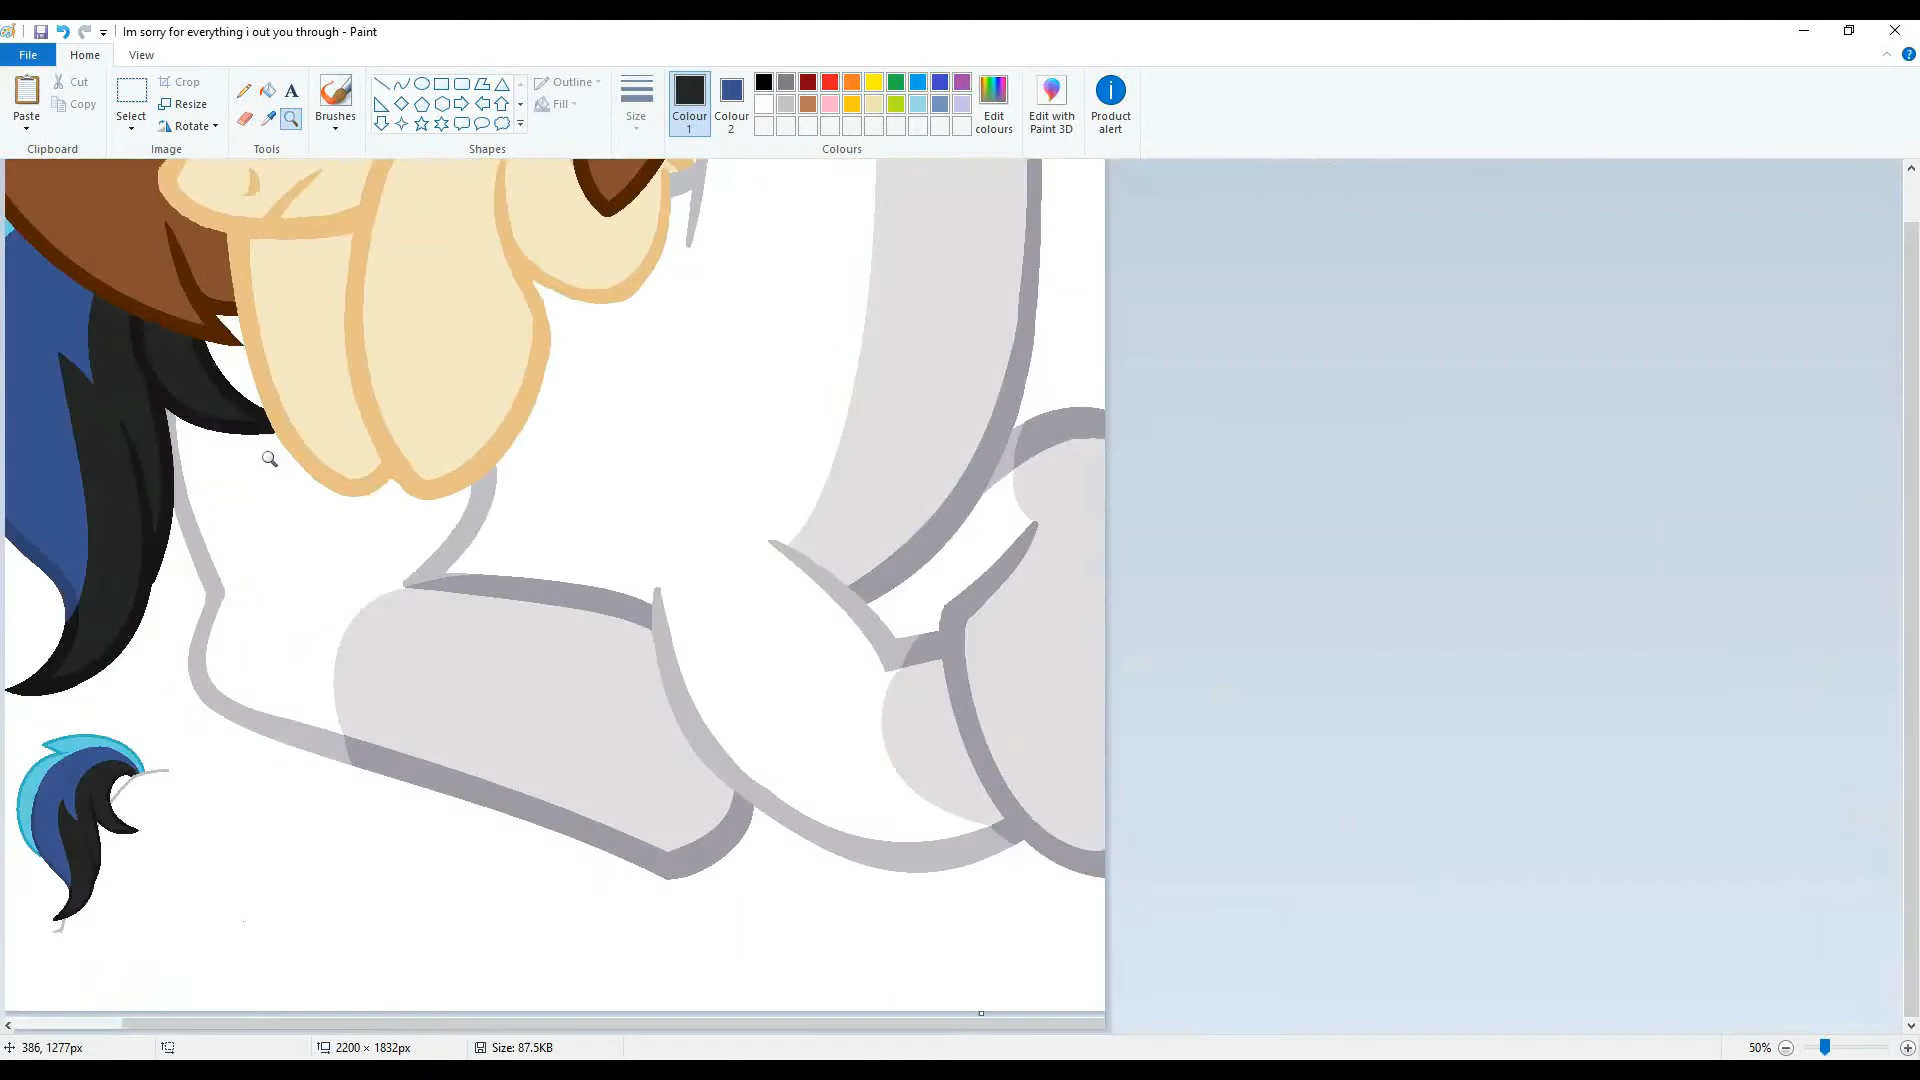 Im sorry for everything i out you through - Paint
File Home View
Paste
Cut
Copy
Clipboard
Select
Crop
Resize
Rotate
Image
A
Tools
Brushes
Shapes
Outline
Fill
Size
Colour 1
Colour 2
Edit colours
Colours
Edit with Paint 3D
Product alert
386, 1277px
2200 × 1832px
Size: 87.5KB
50%